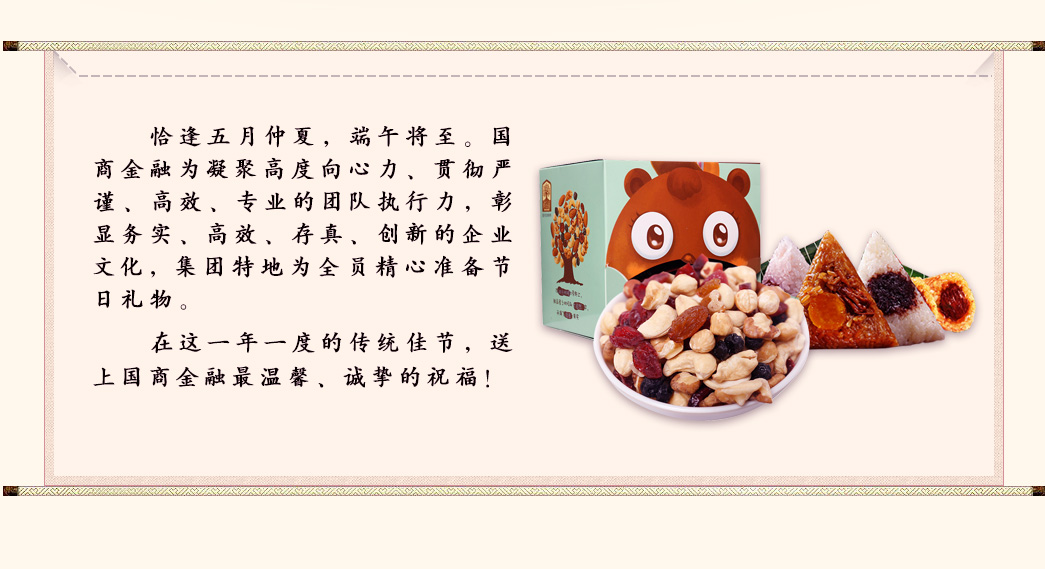 恰逢五月仲夏，端午将至。国
商金融为凝聚高度向心力、贯彻严
谨、高效、专业的团队执行力，彰
显务实、高效、存真、创新的企业
文化，集团特地为全员精心准备节
日礼物。
在这一年一度的传统佳节，送
上国商金融最温馨、诚挚的祝福！